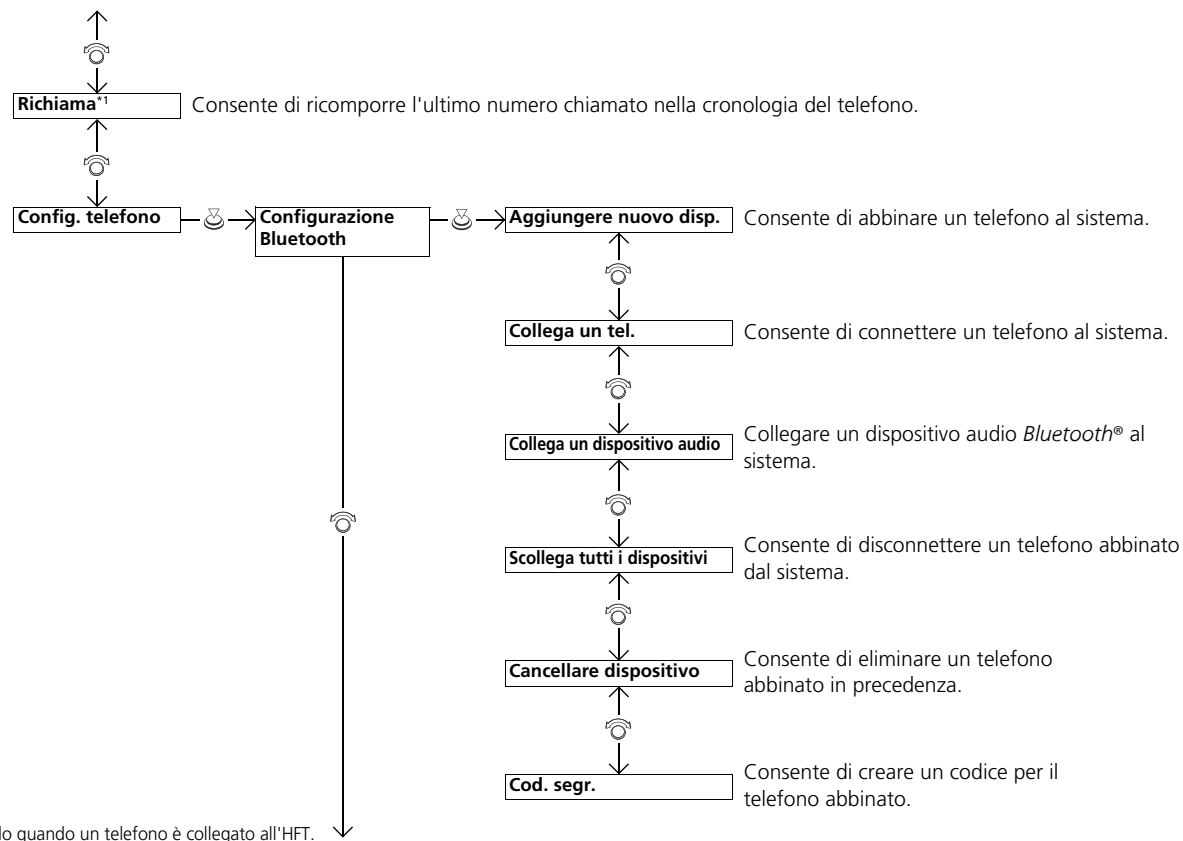 Richiama*1 Consente di ricomporre l'ultimo numero chiamato nella cronologia del telefono.
Config. telefono
Configurazione
Bluetooth
Aggiungere nuovo disp. Consente di abbinare un telefono al sistema.
Collega un tel. Consente di connettere un telefono al sistema.
Collega un dispositivo audio
Collegare un dispositivo audio Bluetooth® al
sistema.
Scollega tutti i dispositivi
Consente di disconnettere un telefono abbinato
dal sistema.
Cancellare dispositivo
Consente di eliminare un telefono
abbinato in precedenza.
Cod. segr.
Consente di creare un codice per il
telefono abbinato.
quando un telefono è collegato all'HFT.